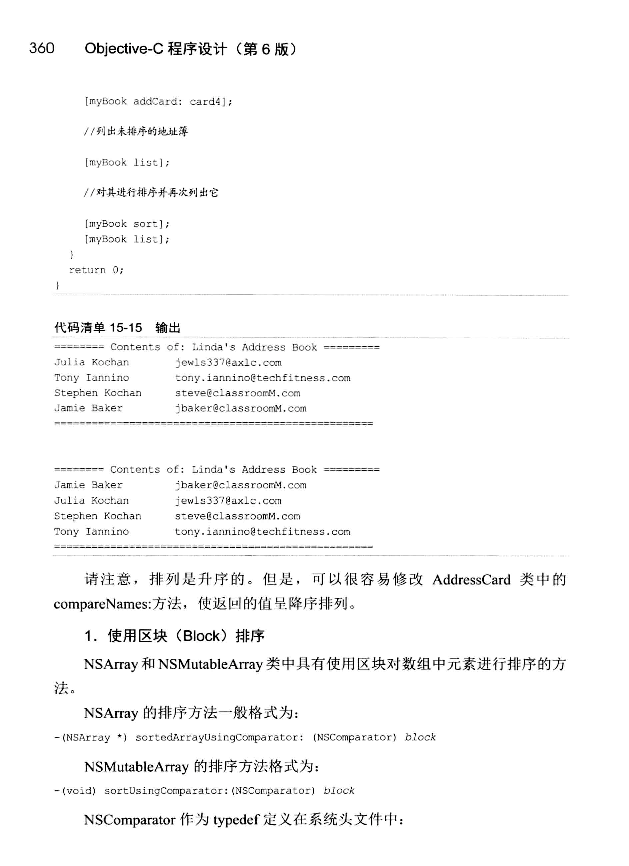 360 Objective-C 程序设计（第 6 版）
[myBook addCard: card4];
//列出未排序的地址簿
[myBook list];
//对其进行排序并再次列出它
[myBook sort];
[myBook list];
}
return 0;
}
代码清单 15-15 输出
======== Contents of: Linda's Address Book =========
Julia Kochan jewls337@axlc.com
Tony Iannino tony.iannino@techfitness.com
Stephen Kochan steve@classroomM.com
Jamie Baker jbaker@classroomM.com
====================================================
======== Contents of: Linda's Address Book =========
Jamie Baker jbaker@classroomM.com
Julia Kochan jewls337@axlc.com
Stephen Kochan steve@classroomM.com
Tony Iannino tony.iannino@techfitness.com
====================================================
请注意，排列是升序的。但是，可以很容易修改 AddressCard 类中的
compareNames:方法，使返回的值呈降序排列。
1．使用区块（Block）排序
NSArray 和 NSMutableArray 类中具有使用区块对数组中元素进行排序的方
法。
NSArray 的排序方法一般格式为：
-(NSArray *) sortedArrayUsingComparator: (NSComparator) block
NSMutableArray 的排序方法格式为：
-(void) sortUsingComparator:(NSComparator) block
NSComparator 作为 typedef 定义在系统头文件中：